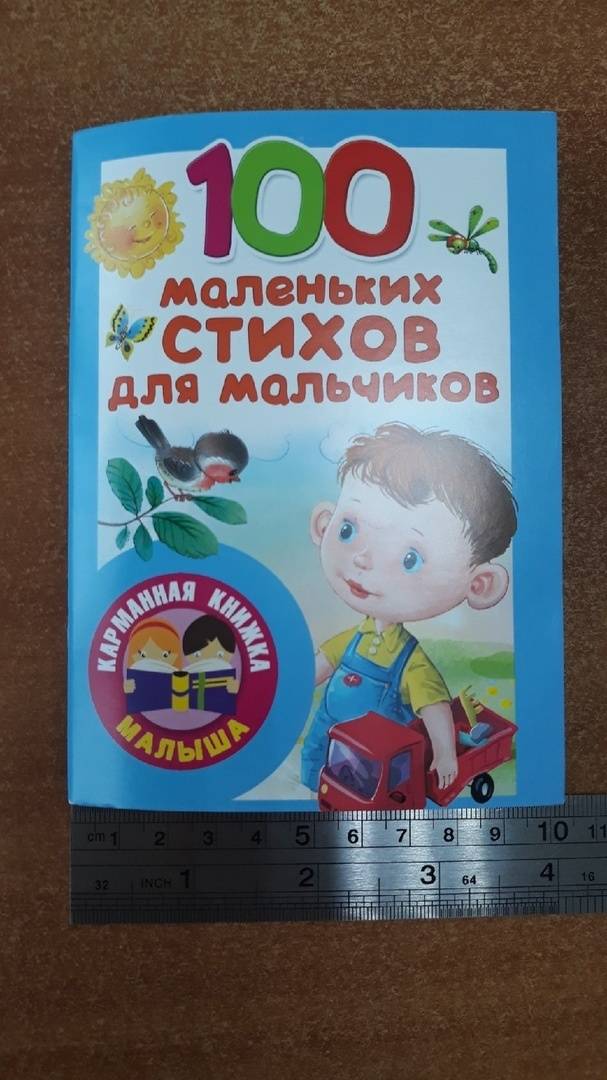 100
маленьких
стихов
для мальчиков
КАРМАННАЯ КНИЖКА
МАЛЫША
cm 1 2 3 4 5 6 7 8 9 10 11
32 INCH 1 2 3 64 4 16